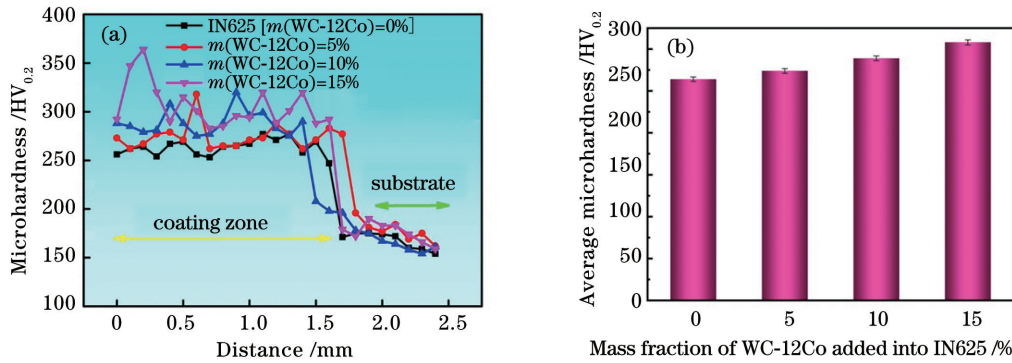 (a)
IN625 [m(WC-12Co)=0%]
m(WC-12Co)=5%
m(WC-12Co)=10%
m(WC-12Co)=15%
Microhardness /HV0.2
400
350
300
250
200
150
100
substrate
coating zone
0 0.5 1.0 1.5 2.0 2.5
Distance /mm
(b)
Average microhardness /HV0.2
300
250
200
150
200
50
0
0 5 10 15
Mass fraction of WC-12Co added into IN625 /%